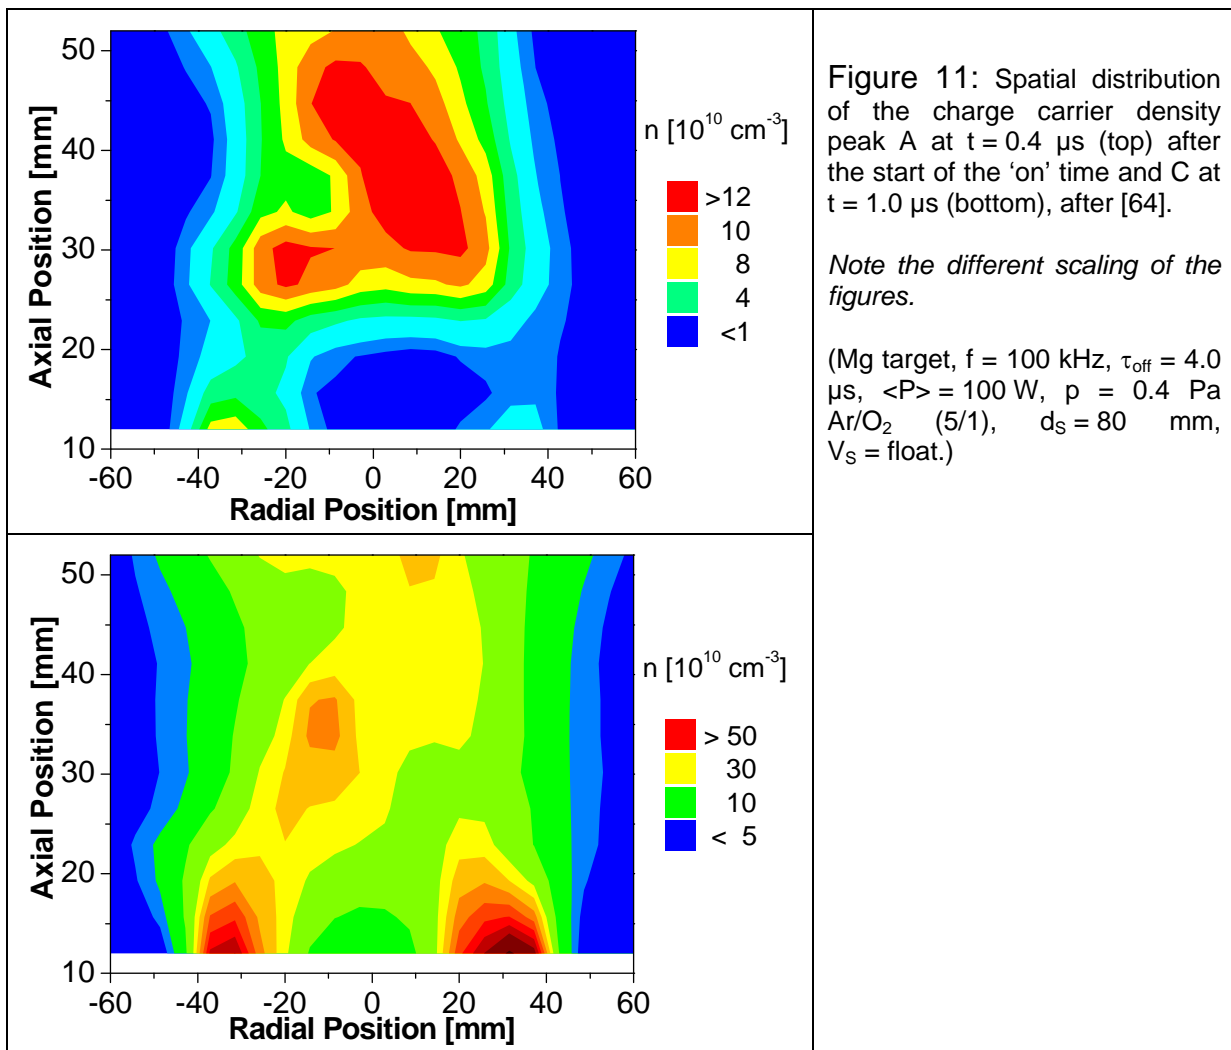 50
40
30
20
10
Axial Position [mm]
-60 -40 -20 0 20 40 60
Radial Position [mm]
n [10¹⁰ cm⁻³]
>12
10
8
4
<1
Figure 11: Spatial distribution
of the charge carrier density
peak A at t = 0.4 µs (top) after
the start of the ‘on’ time and C at
t = 1.0 µs (bottom), after [64].
Note the different scaling of the
figures.
(Mg target, f = 100 kHz, τoff = 4.0
µs, <P> = 100 W, p = 0.4 Pa
Ar/O₂ (5/1), dS = 80 mm,
VS = float.)
50
40
30
20
10
Axial Position [mm]
-60 -40 -20 0 20 40 60
Radial Position [mm]
n [10¹⁰ cm⁻³]
> 50
30
10
< 5